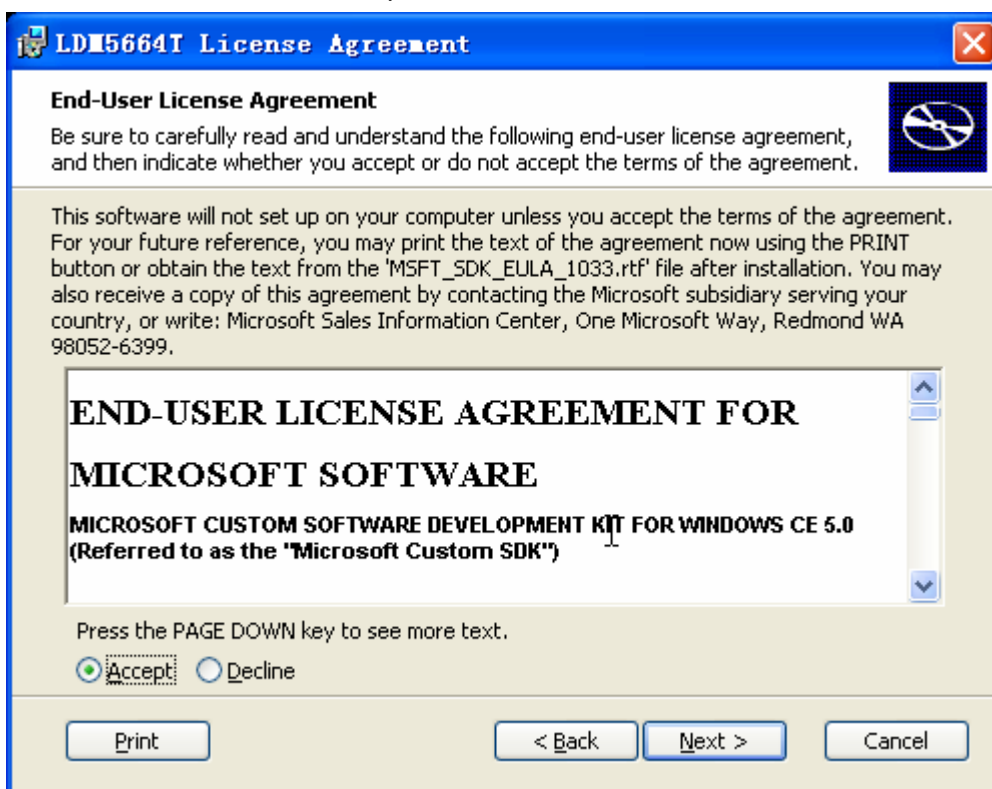 LDM5664T License Agreement
End-User License Agreement
Be sure to carefully read and understand the following end-user license agreement,
and then indicate whether you accept or do not accept the terms of the agreement.
This software will not set up on your computer unless you accept the terms of the agreement.
For your future reference, you may print the text of the agreement now using the PRINT
button or obtain the text from the 'MSFT_SDK_EULA_1033.rtf' file after installation. You may
also receive a copy of this agreement by contacting the Microsoft subsidiary serving your
country, or write: Microsoft Sales Information Center, One Microsoft Way, Redmond WA
98052-6399.
END-USER LICENSE AGREEMENT FOR
MICROSOFT SOFTWARE
MICROSOFT CUSTOM SOFTWARE DEVELOPMENT KIT FOR WINDOWS CE 5.0
(Referred to as the "Microsoft Custom SDK")
Press the PAGE DOWN key to see more text.
Accept Decline
Print < Back Next > Cancel